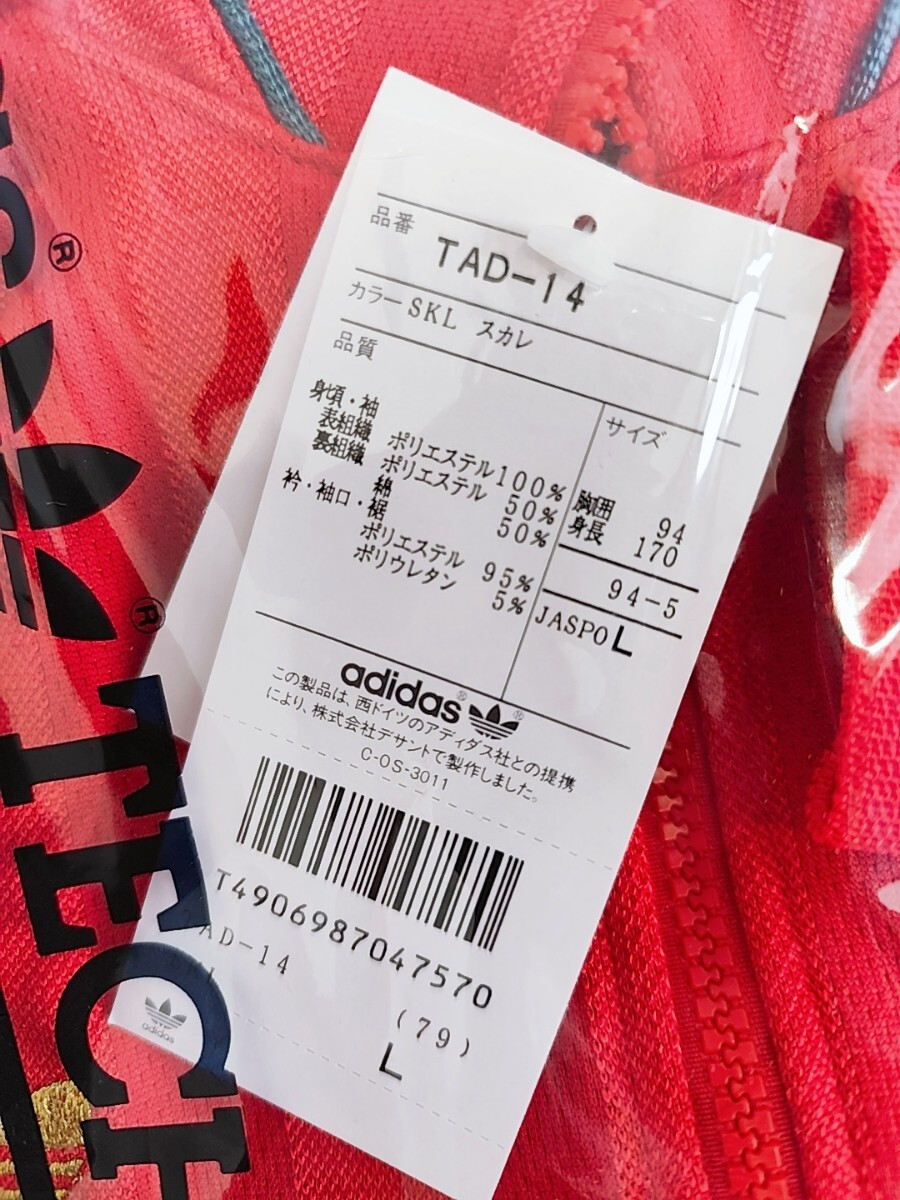 品番
TAD-14
カラー SKL スカレ
品質
サイズ
身頃・袖
表組織 ポリエステル 100%
裏組織 ポリエステル 50%
綿 50%
衿・袖口・裾
ポリエステル 95%
ポリウレタン 5%
胸囲 94
身長 170
94-5
JASPO L
adidas®
®
この製品は、西ドイツのアディダス社との提携
により、株式会社デサントで製作しました。
C-OS-3011
T4906987047570
AD-14
(79)
L
adidas
®
®
TECH